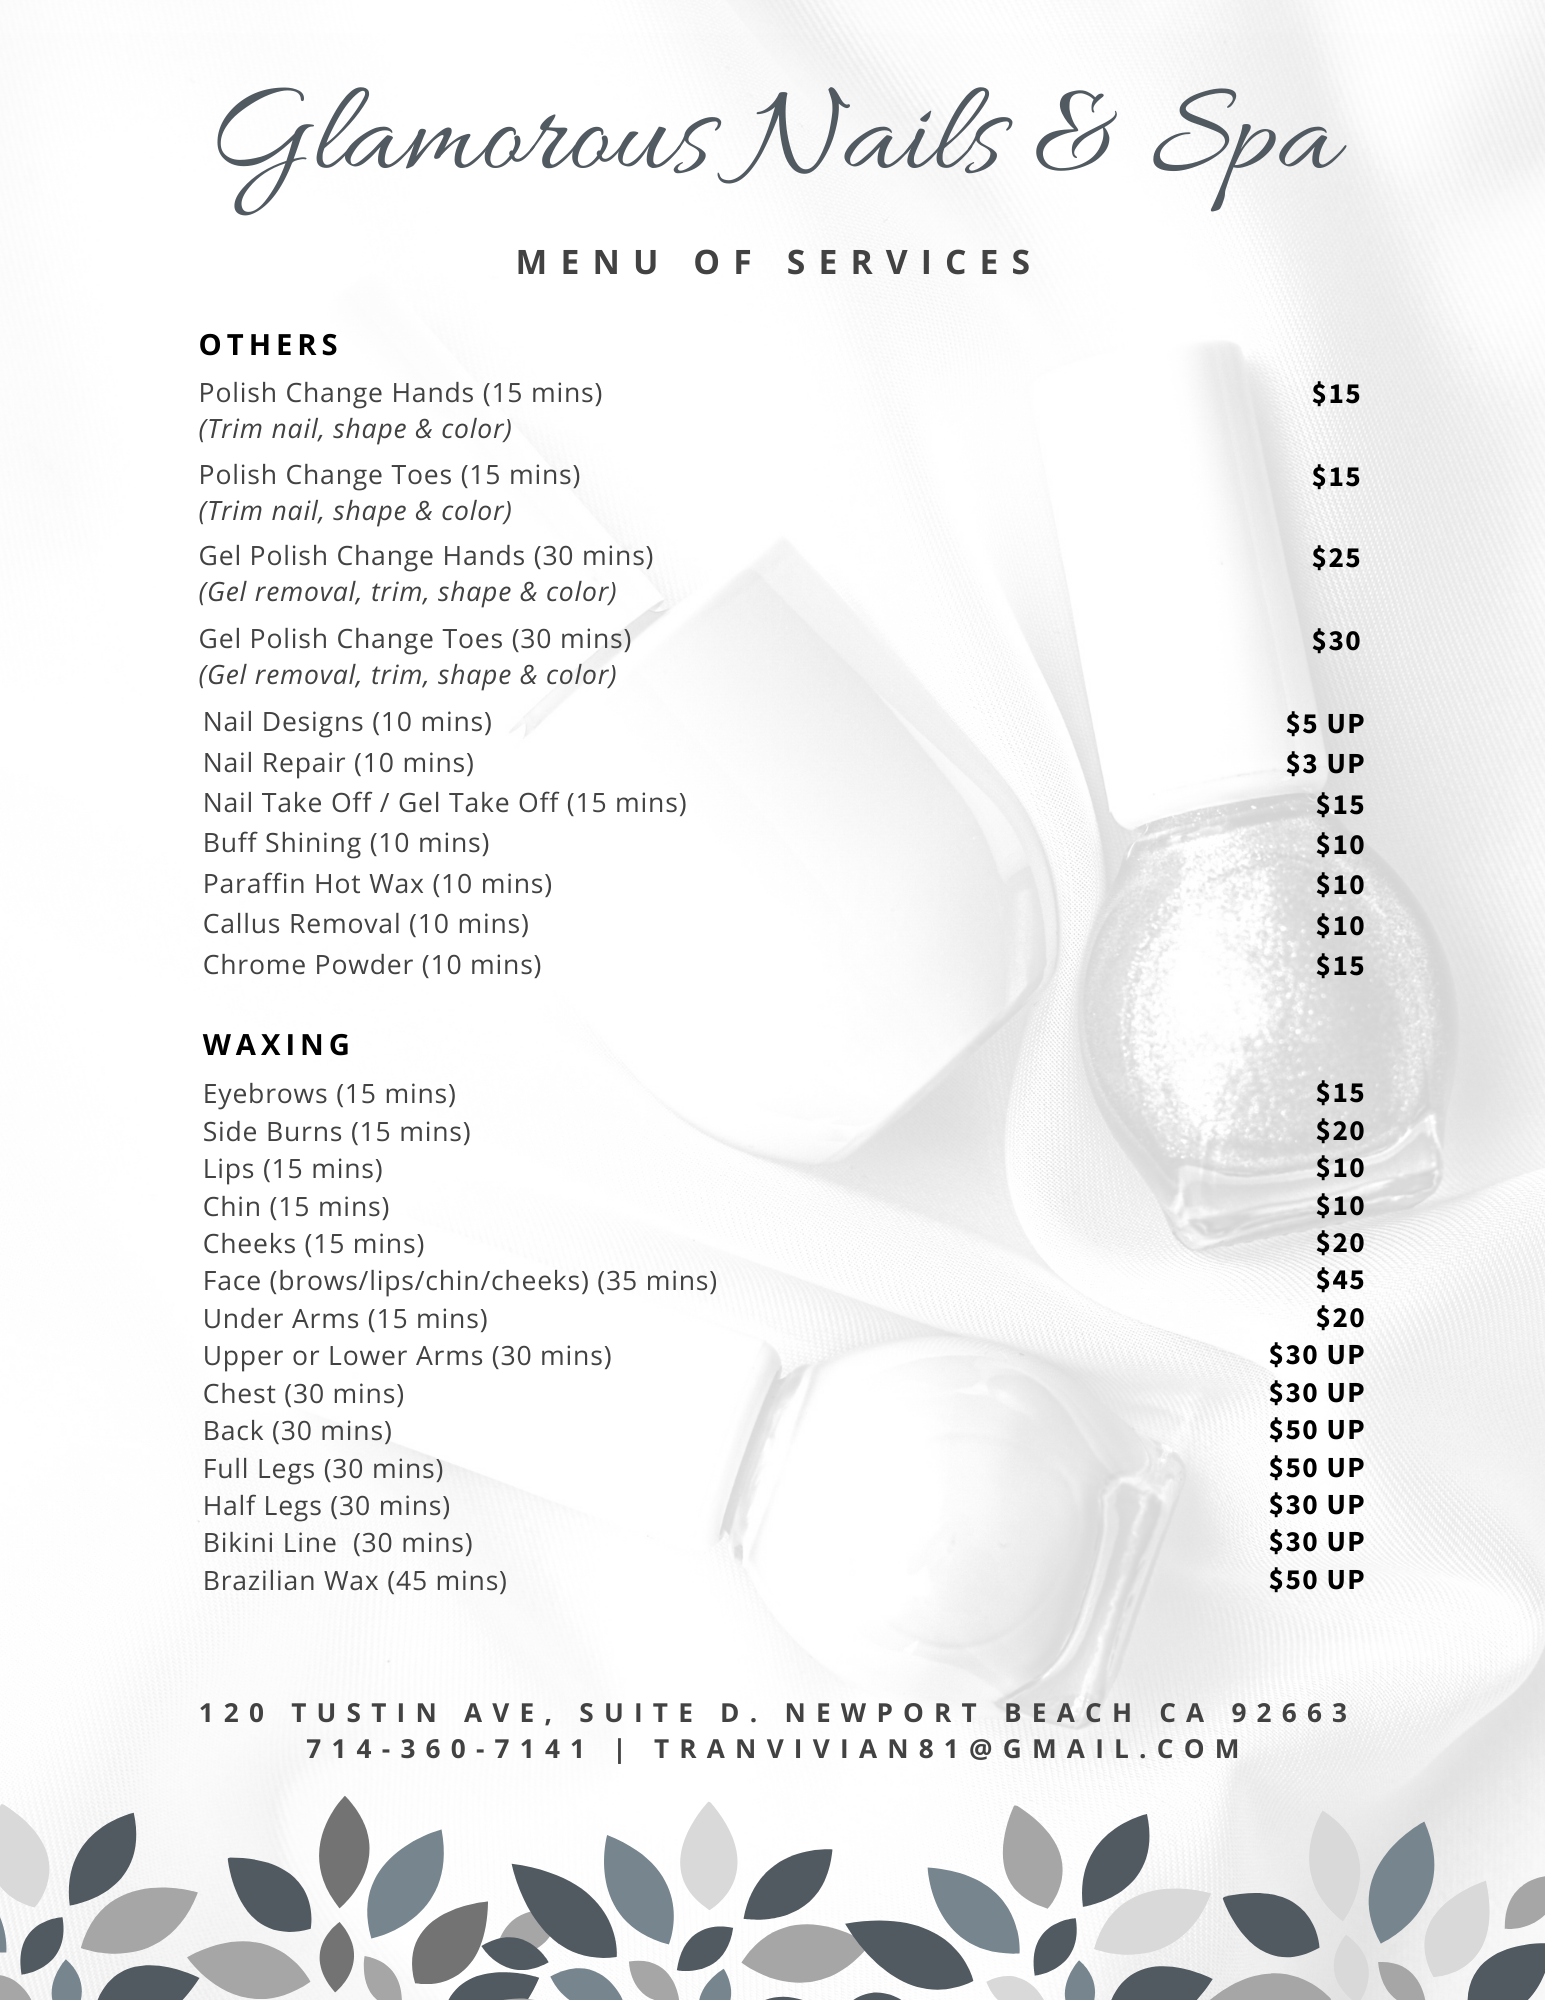 Glamorous Nails & Spa
MENU OF SERVICES
OTHERS
Polish Change Hands (15 mins) $15
(Trim nail, shape & color)
Polish Change Toes (15 mins) $15
(Trim nail, shape & color)
Gel Polish Change Hands (30 mins) $25
(Gel removal, trim, shape & color)
Gel Polish Change Toes (30 mins) $30
(Gel removal, trim, shape & color)
Nail Designs (10 mins) $5 UP
Nail Repair (10 mins) $3 UP
Nail Take Off / Gel Take Off (15 mins) $15
Buff Shining (10 mins) $10
Paraffin Hot Wax (10 mins) $10
Callus Removal (10 mins) $10
Chrome Powder (10 mins) $15
WAXING
Eyebrows (15 mins) $15
Side Burns (15 mins) $20
Lips (15 mins) $10
Chin (15 mins) $10
Cheeks (15 mins) $20
Face (brows/lips/chin/cheeks) (35 mins) $45
Under Arms (15 mins) $20
Upper or Lower Arms (30 mins) $30 UP
Chest (30 mins) $30 UP
Back (30 mins) $50 UP
Full Legs (30 mins) $50 UP
Half Legs (30 mins) $30 UP
Bikini Line (30 mins) $30 UP
Brazilian Wax (45 mins) $50 UP
120 TUSTIN AVE, SUITE D. NEWPORT BEACH CA 92663
714-360-7141 | TRANVIVIAN81@GMAIL.COM